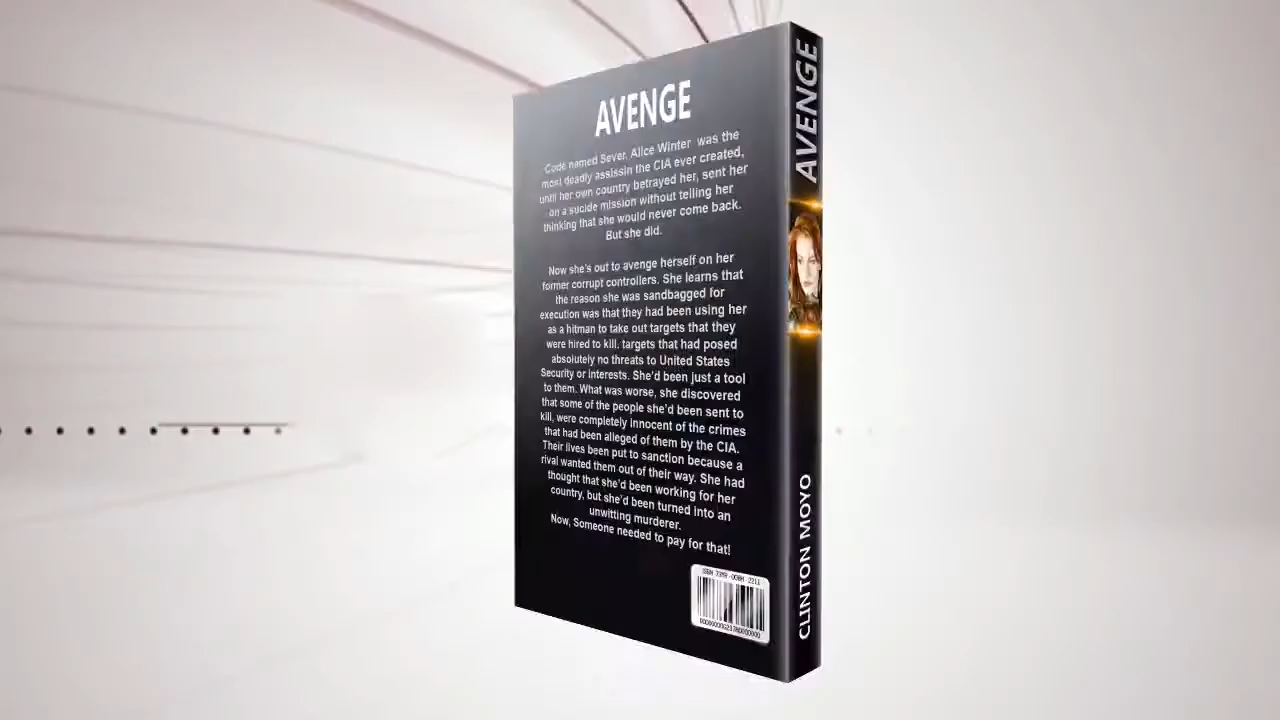 AVENGE
Code named Sever, Alice Winter was the
most deadly assissin the CIA ever created,
until her own country betrayed her, sent her
on a suicide mission without telling her
thinking that she would never come back.
But she did.
Now she's out to avenge herself on her
former corrupt controllers. She learns that
the reason she was sandbagged for
execution was that they had been using her
as a hitman to take out targets that they
were hired to kill, targets that had posed
absolutely no threats to United States
Security or interests. She'd been just a tool
to them. What was worse, she discovered
that some of the people she'd been sent to
kill, were completely innocent of the crimes
that had been alleged of them by the CIA.
Their lives been put to sanction because a
rival wanted them out of their way. She had
thought that she'd been working for her
country, but she'd been turned into an
unwitting murderer.
Now, Someone needed to pay for that!
ISBN
AVENGE
CLINTON MOYO